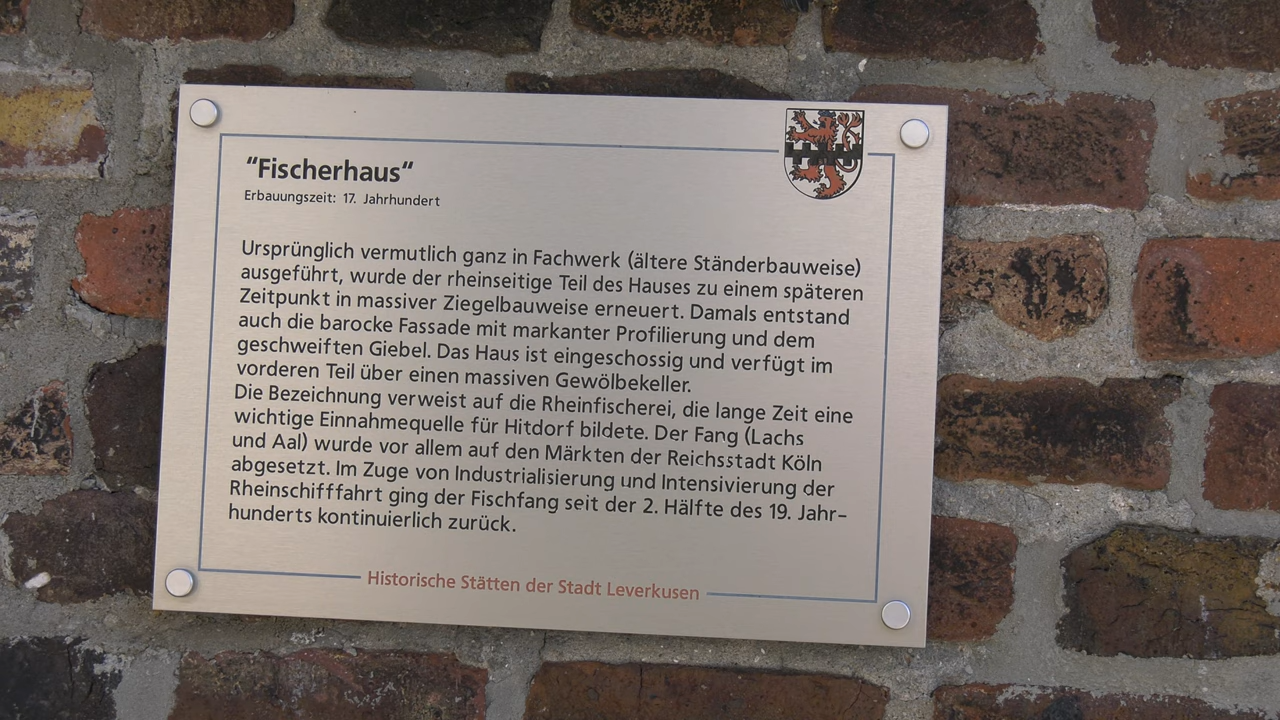 “Fischerhaus“
Erbauungszeit: 17. Jahrhundert
Ursprünglich vermutlich ganz in Fachwerk (ältere Ständerbauweise)
ausgeführt, wurde der rheinseitige Teil des Hauses zu einem späteren
Zeitpunkt in massiver Ziegelbauweise erneuert. Damals entstand
auch die barocke Fassade mit markanter Profilierung und dem
geschweiften Giebel. Das Haus ist eingeschossig und verfügt im
vorderen Teil über einen massiven Gewölbekeller.
Die Bezeichnung verweist auf die Rheinfischerei, die lange Zeit eine
wichtige Einnahmequelle für Hitdorf bildete. Der Fang (Lachs
und Aal) wurde vor allem auf den Märkten der Reichsstadt Köln
abgesetzt. Im Zuge von Industrialisierung und Intensivierung der
Rheinschifffahrt ging der Fischfang seit der 2. Hälfte des 19. Jahr-
hunderts kontinuierlich zurück.
Historische Stätten der Stadt Leverkusen